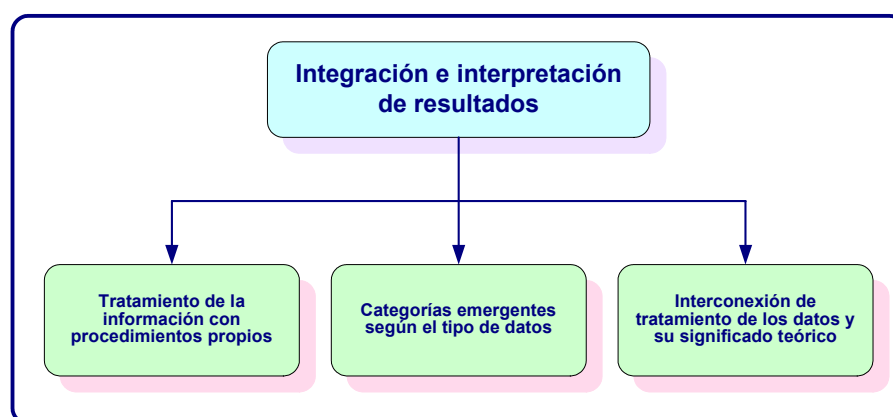 Integración e interpretación
de resultados
Tratamiento de la
información con
procedimientos propios
Categorías emergentes
según el tipo de datos
Interconexión de
tratamiento de los datos y
su significado teórico